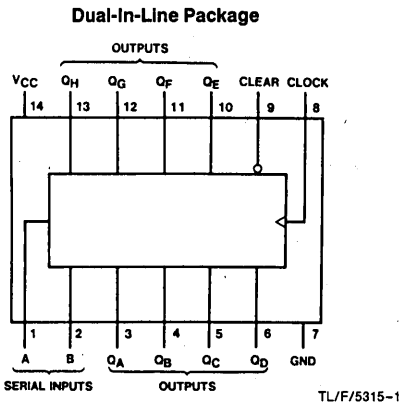 Dual-In-Line Package
OUTPUTS
VCC QH QG QF QE CLEAR CLOCK
14 13 12 11 10 9 8
1 2 3 4 5 6 7
A B QA QB QC QD GND
SERIAL INPUTS OUTPUTS
TL/F/5315-1